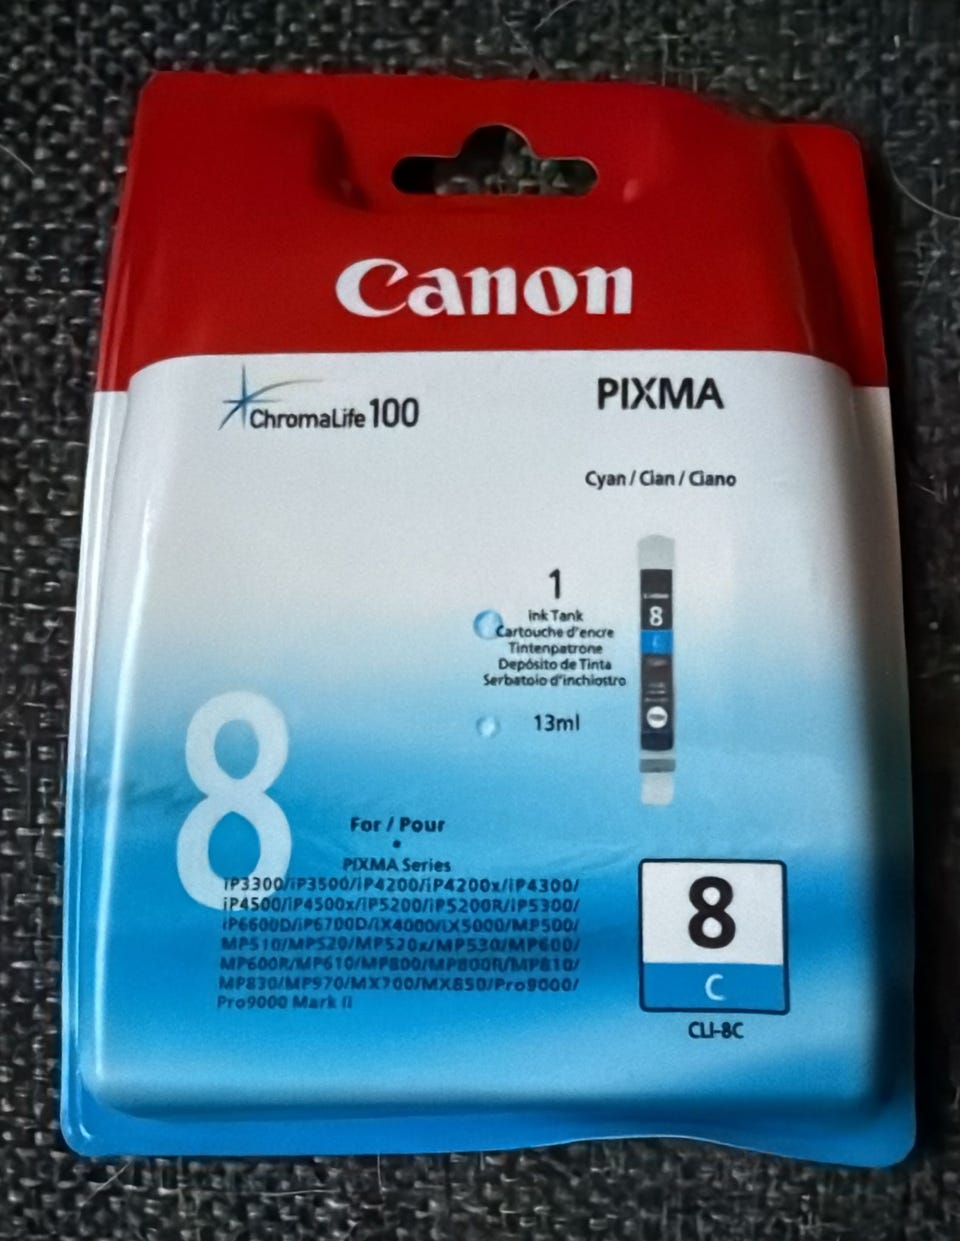 Canon
ChromaLife 100
PIXMA
Cyan / Cian / Ciano
1
Ink Tank
Cartouche d'encre
Tintenpatrone
Depósito de Tinta
Serbatoio d'inchiostro
13ml
8
C
8
For / Pour
•
PIXMA Series
iP3300/iP3500/iP4200/iP4200x/iP4300/
iP4500/iP4500x/iP5200/iP5200R/iP5300/
iP6600D/iP6700D/iX4000/iX5000/MP500/
MP510/MP520/MP520x/MP530/MP600/
MP600R/MP610/MP800/MP800R/MP810/
MP830/MP970/MX700/MX850/Pro9000/
Pro9000 Mark II
8
C
CLI-8C